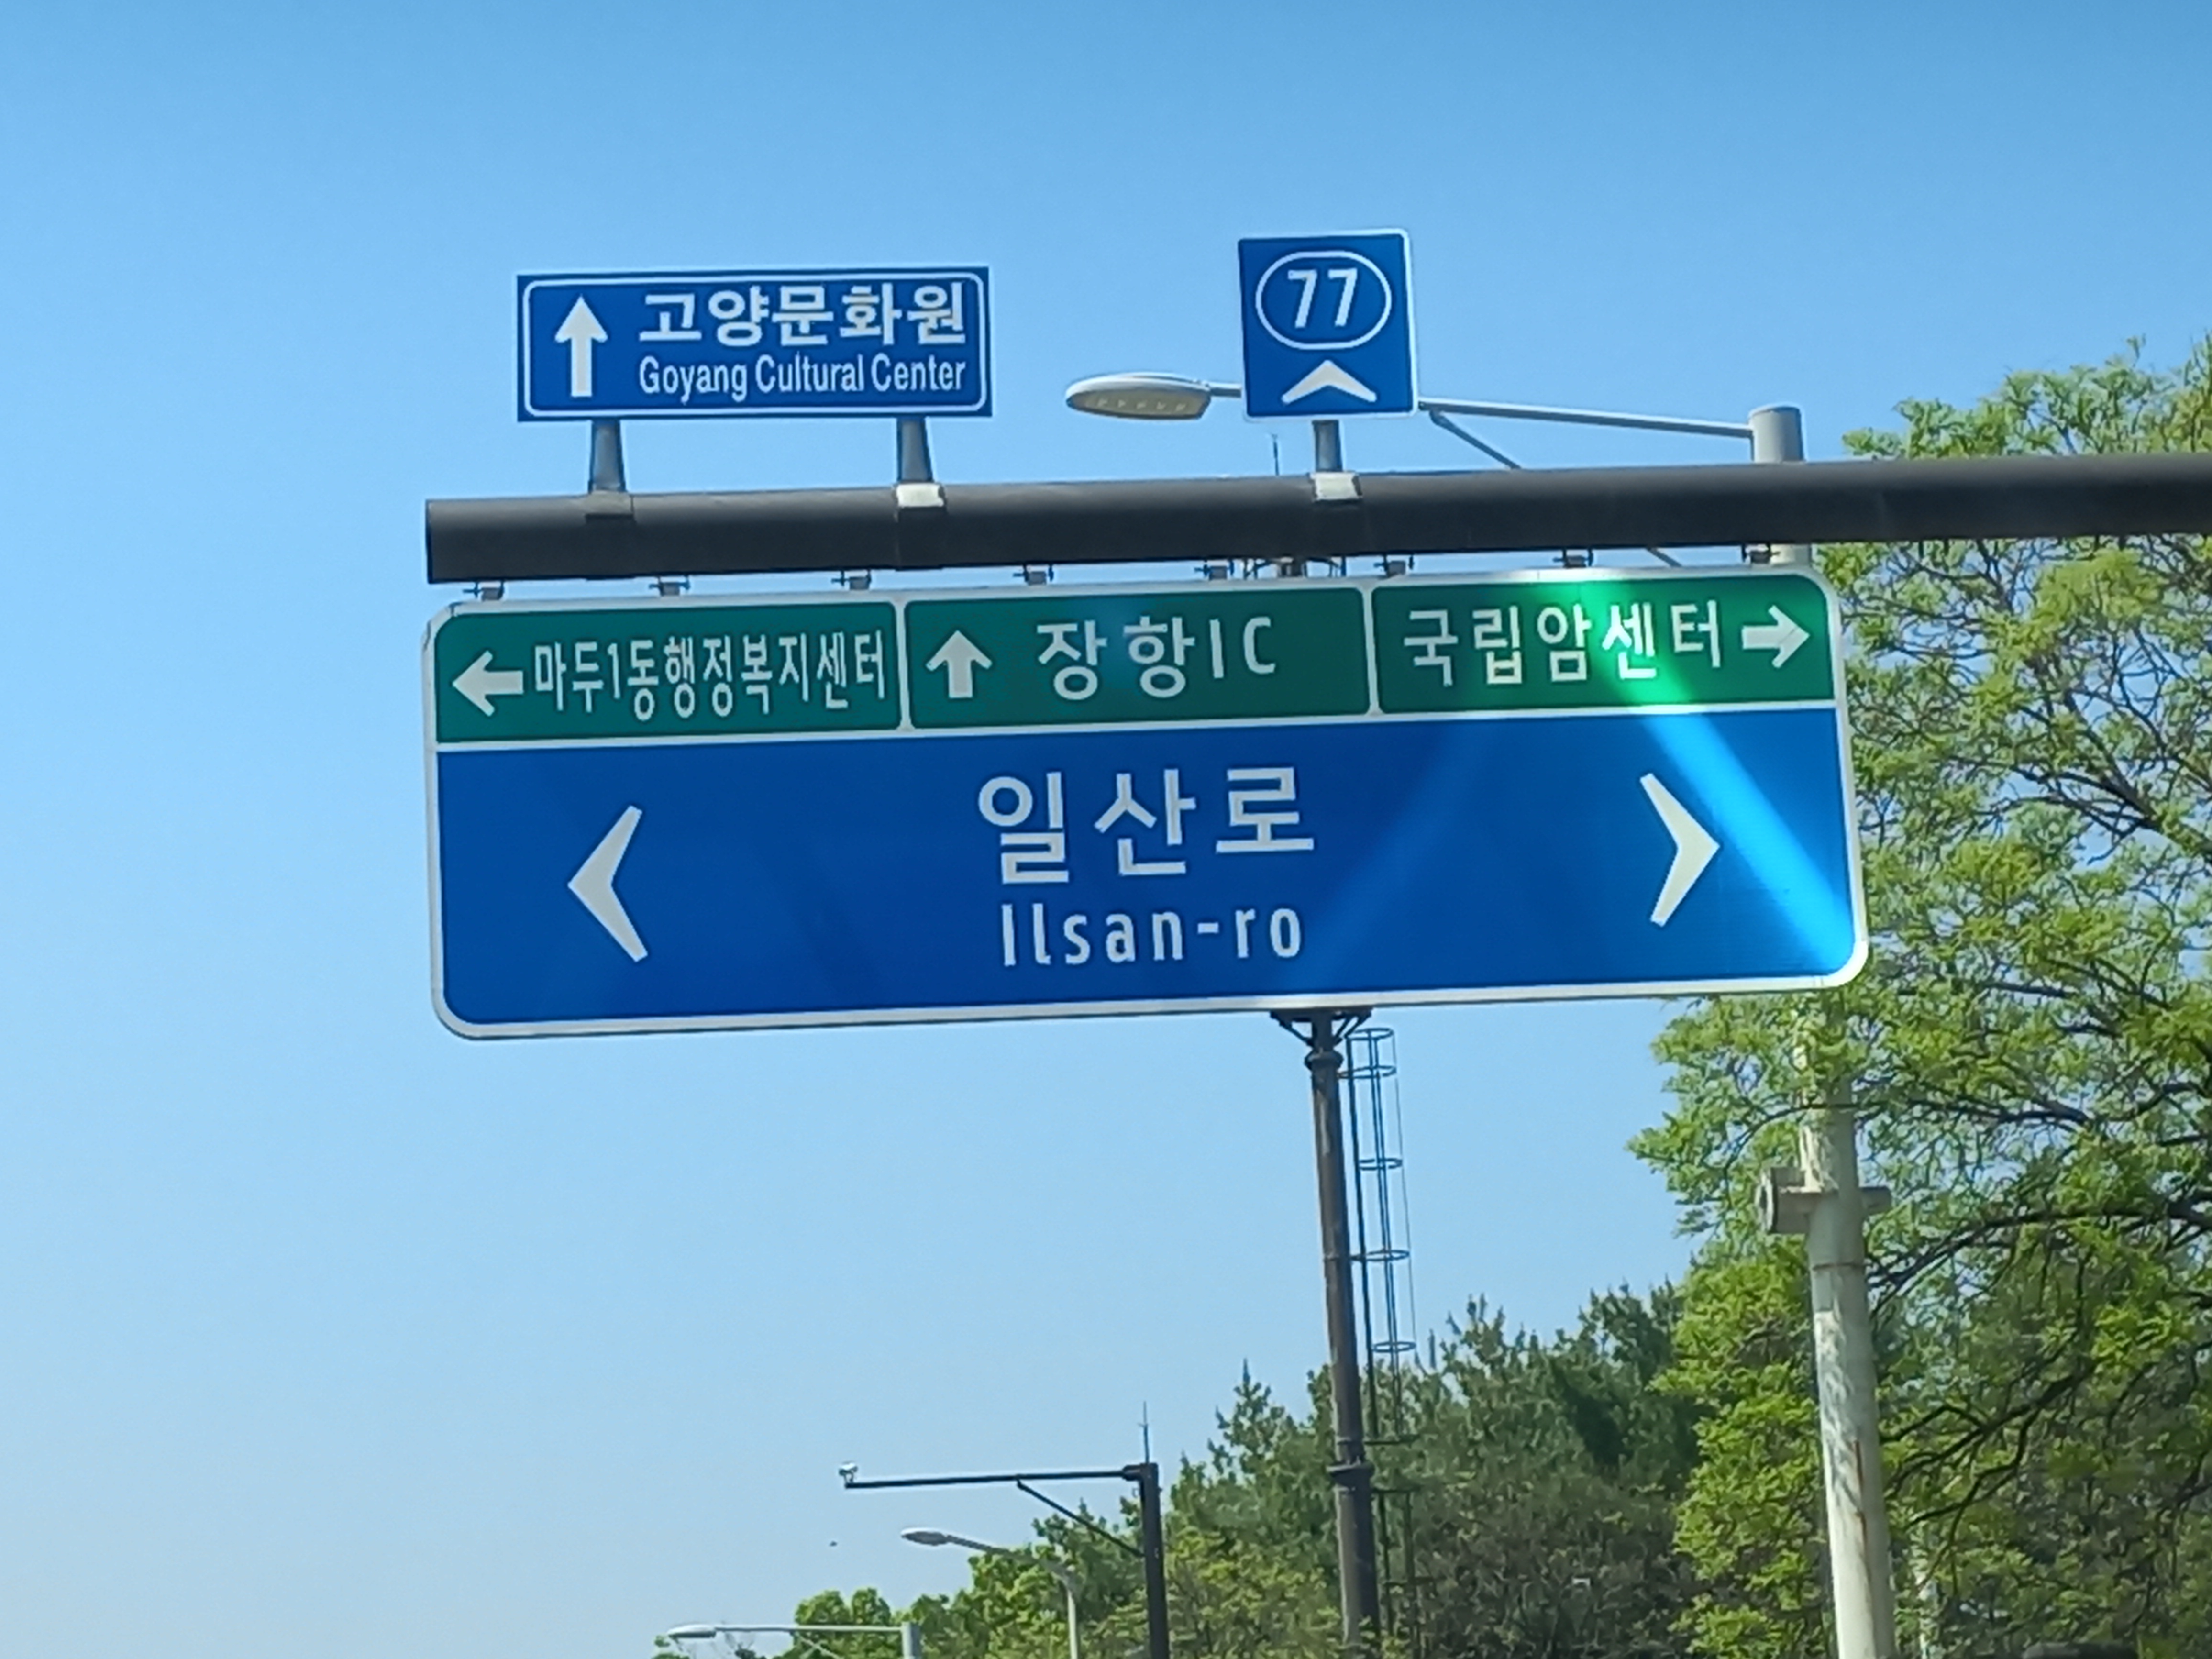 고양문화원
Goyang Cultural Center
77
마두1동행정복지센터
장항IC
국립암센터
일산로
Ilsan-ro